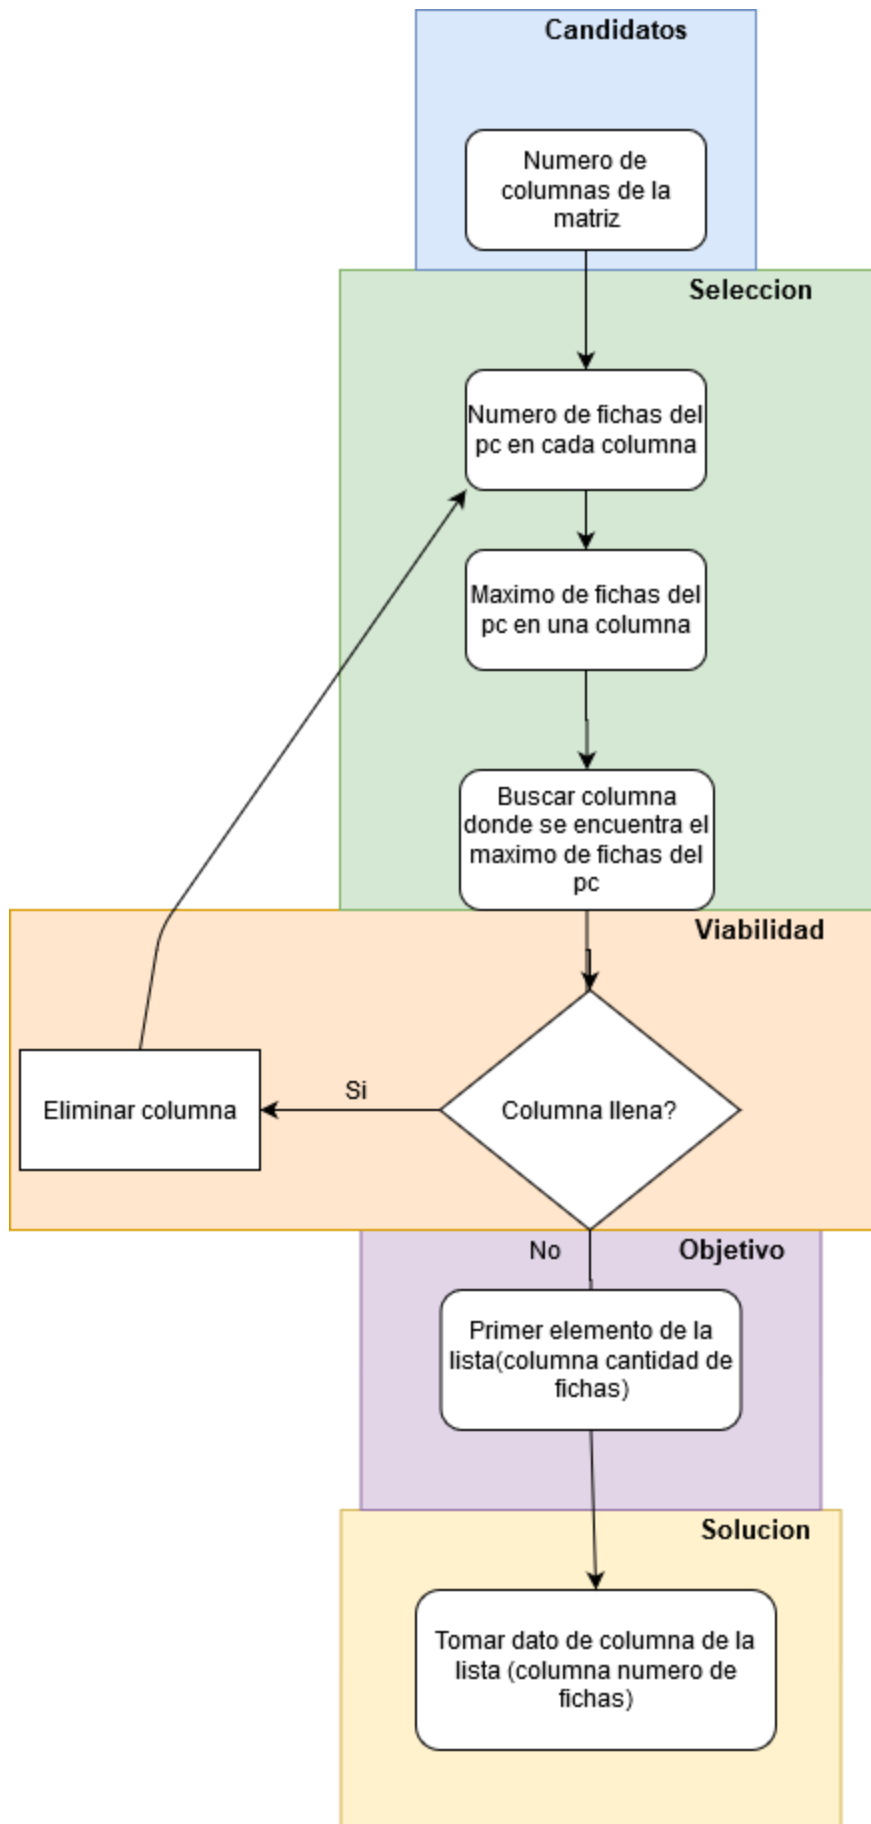 Candidatos
Numero de
columnas de la
matriz
Seleccion
Numero de fichas del
pc en cada columna
Maximo de fichas del
pc en una columna
Buscar columna
donde se encuentra el
maximo de fichas del
pc
Viabilidad
Eliminar columna
Si
Columna llena?
No
Objetivo
Primer elemento de la
lista(columna cantidad de
fichas)
Solucion
Tomar dato de columna de la
lista (columna numero de
fichas)